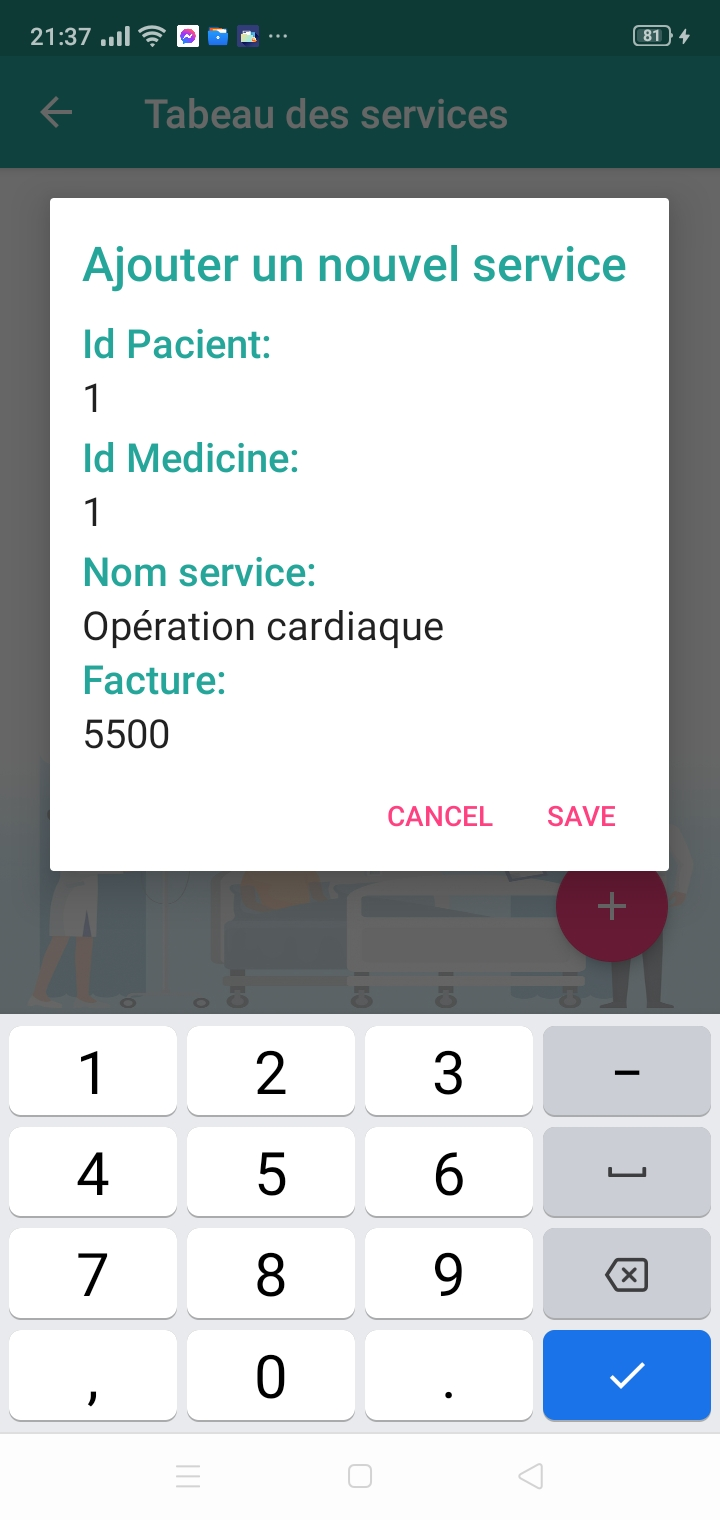 21:37
81
Tabeau des services
Ajouter un nouvel service
Id Pacient:
1
Id Medicine:
1
Nom service:
Opération cardiaque
Facture:
5500
CANCEL SAVE
+
1 2 3 –
4 5 6
7 8 9
, 0 .